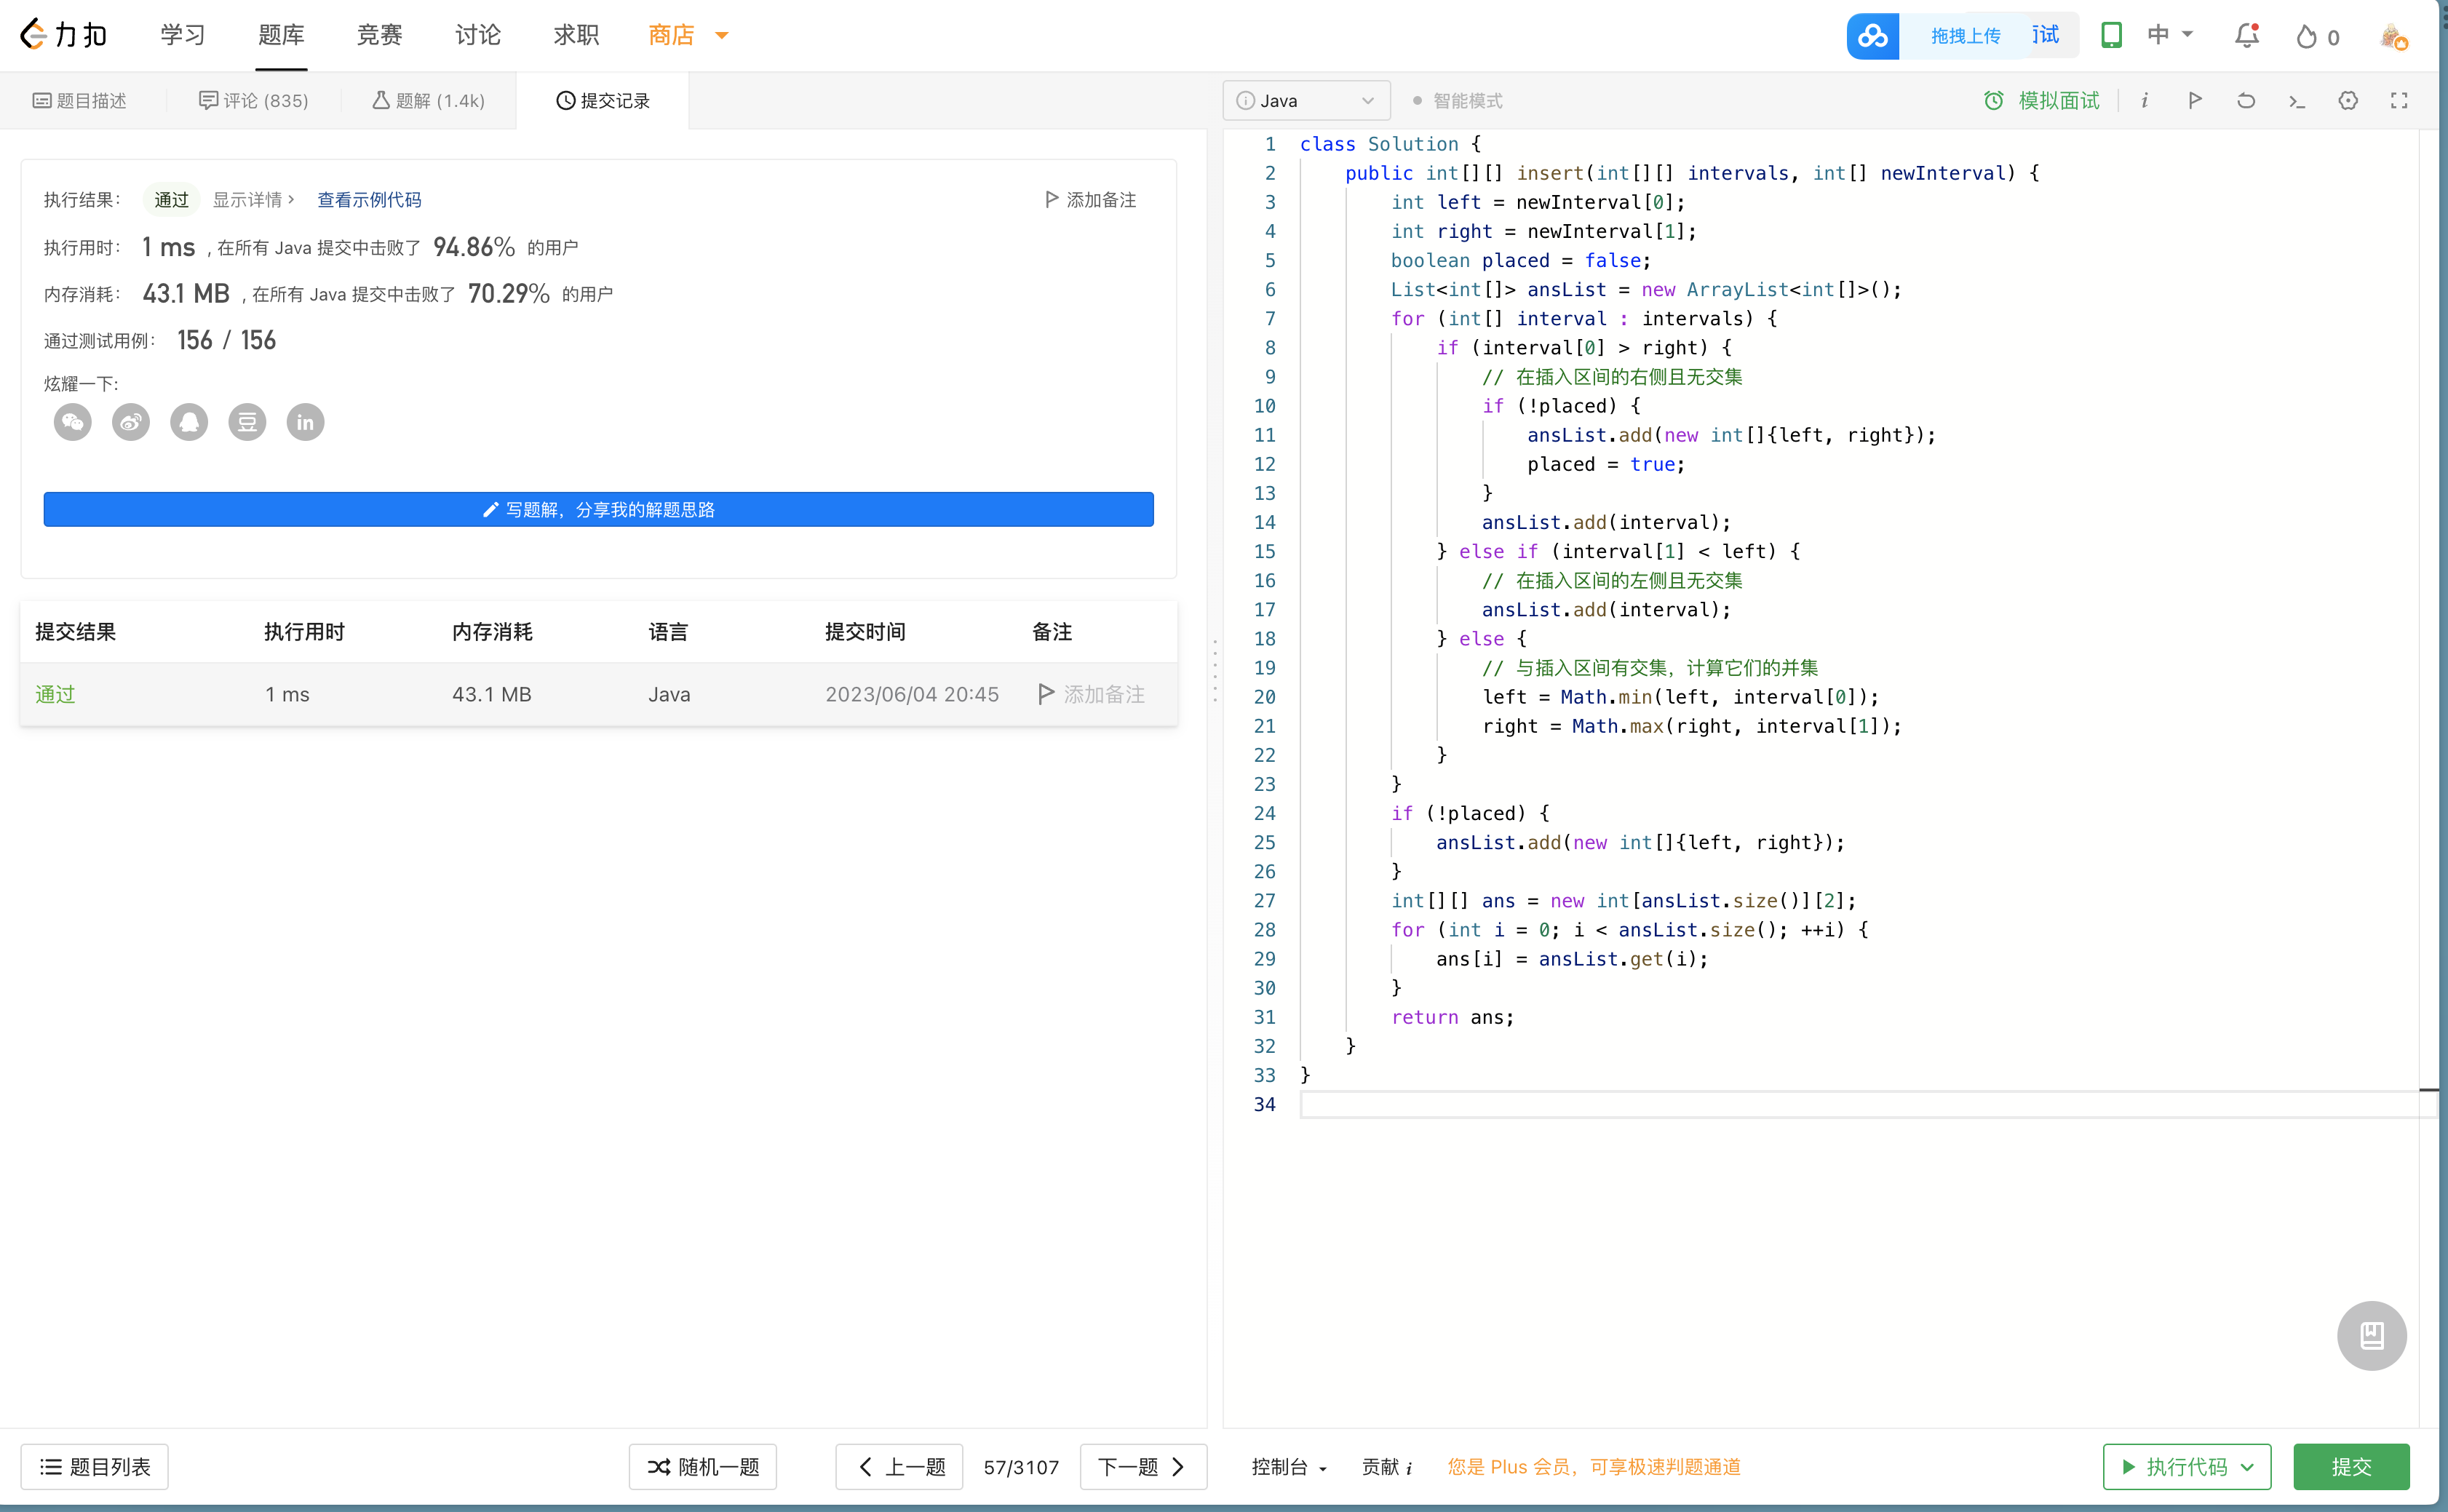 力扣 学习 题库 竞赛 讨论 求职 商店 拖拽上传 试 中 0
题目描述 评论 (835) 题解 (1.4k) 提交记录 Java 智能模式 模拟面试 i
执行结果： 通过 显示详情 › 查看示例代码 添加备注
执行用时： 1 ms , 在所有 Java 提交中击败了 94.86% 的用户
内存消耗： 43.1 MB , 在所有 Java 提交中击败了 70.29% 的用户
通过测试用例： 156 / 156
炫耀一下:
豆 in
写题解，分享我的解题思路
提交结果 执行用时 内存消耗 语言 提交时间 备注
通过 1 ms 43.1 MB Java 2023/06/04 20:45 添加备注
1 class Solution {
2     public int[][] insert(int[][] intervals, int[] newInterval) {
3         int left = newInterval[0];
4         int right = newInterval[1];
5         boolean placed = false;
6         List<int[]> ansList = new ArrayList<int[]>();
7         for (int[] interval : intervals) {
8             if (interval[0] > right) {
9                 // 在插入区间的右侧且无交集
10                 if (!placed) {
11                     ansList.add(new int[]{left, right});
12                     placed = true;
13                 }
14                 ansList.add(interval);
15             } else if (interval[1] < left) {
16                 // 在插入区间的左侧且无交集
17                 ansList.add(interval);
18             } else {
19                 // 与插入区间有交集，计算它们的并集
20                 left = Math.min(left, interval[0]);
21                 right = Math.max(right, interval[1]);
22             }
23         }
24         if (!placed) {
25             ansList.add(new int[]{left, right});
26         }
27         int[][] ans = new int[ansList.size()][2];
28         for (int i = 0; i < ansList.size(); ++i) {
29             ans[i] = ansList.get(i);
30         }
31         return ans;
32     }
33 }
34
题目列表 随机一题 上一题 57/3107 下一题 控制台 贡献 i 您是 Plus 会员，可享极速判题通道 执行代码 提交